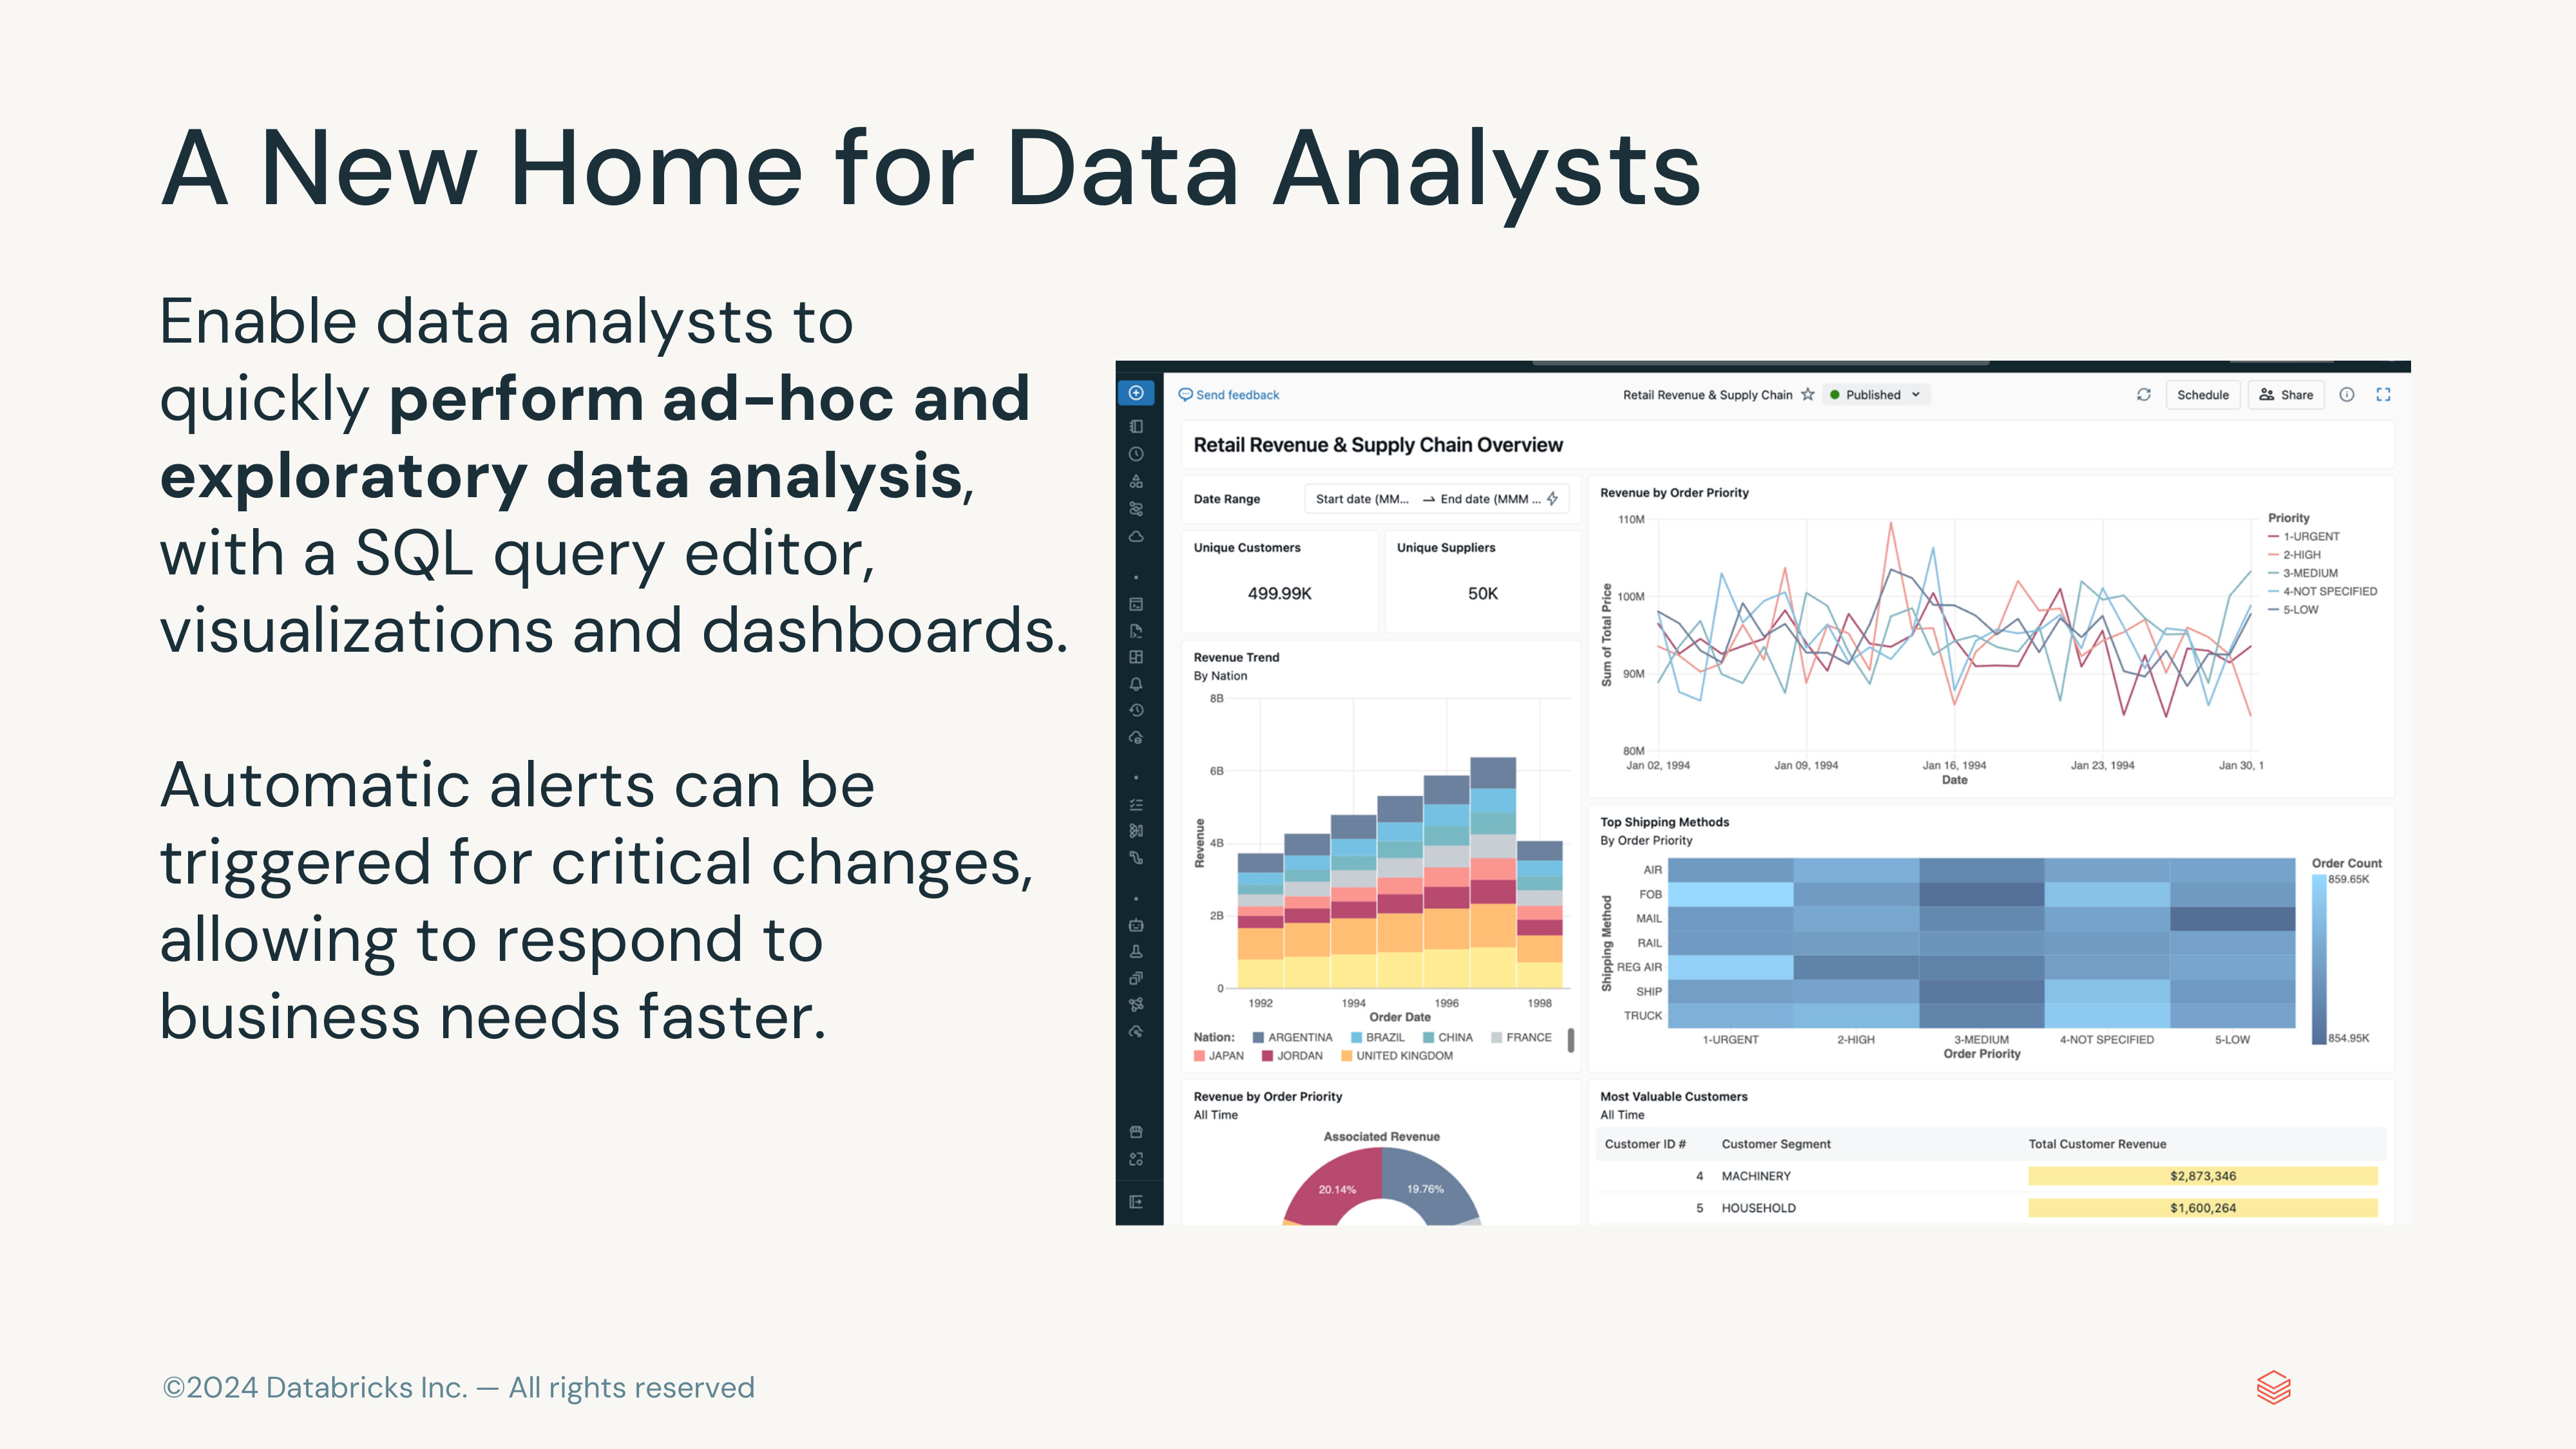 A New Home for Data Analysts
Enable data analysts to
quickly perform ad-hoc and
exploratory data analysis,
with a SQL query editor,
visualizations and dashboards.
Automatic alerts can be
triggered for critical changes,
allowing to respond to
business needs faster.
Send feedback
Retail Revenue & Supply Chain
Published
Schedule
Share
Retail Revenue & Supply Chain Overview
Date Range
Start date (MM...
End date (MMM ...
Unique Customers
499.99K
Unique Suppliers
50K
Revenue by Order Priority
110M
100M
90M
80M
Sum of Total Price
Jan 02, 1994
Jan 09, 1994
Jan 16, 1994
Jan 23, 1994
Jan 30, 1
Date
Priority
1-URGENT
2-HIGH
3-MEDIUM
4-NOT SPECIFIED
5-LOW
Revenue Trend
By Nation
8B
6B
4B
2B
0
Revenue
1992
1994
1996
1998
Order Date
Nation:
ARGENTINA
BRAZIL
CHINA
FRANCE
JAPAN
JORDAN
UNITED KINGDOM
Top Shipping Methods
By Order Priority
Shipping Method
AIR
FOB
MAIL
RAIL
REG AIR
SHIP
TRUCK
1-URGENT
2-HIGH
3-MEDIUM
4-NOT SPECIFIED
5-LOW
Order Priority
Order Count
859.65K
854.95K
Revenue by Order Priority
All Time
Associated Revenue
20.14%
19.76%
Most Valuable Customers
All Time
Customer ID #
Customer Segment
Total Customer Revenue
4
MACHINERY
$2,873,346
5
HOUSEHOLD
$1,600,264
©2024 Databricks Inc. — All rights reserved